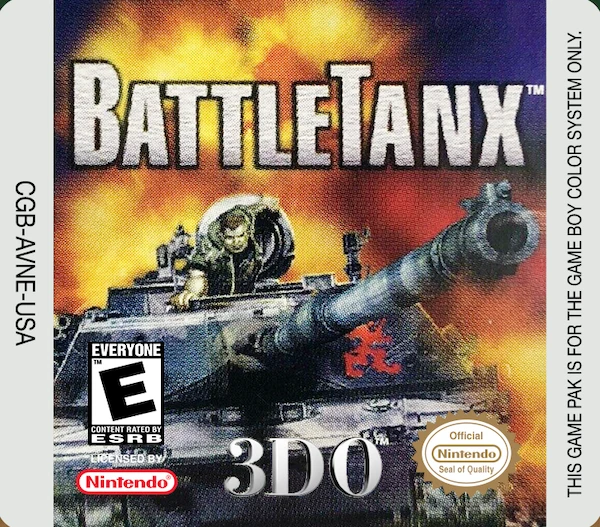 BATTLETANX™
CGB-AVNE-USA
THIS GAME PAK IS FOR THE GAME BOY COLOR SYSTEM ONLY.
EVERYONE
TM
E
CONTENT RATED BY
ESRB
LICENSED BY
Nintendo®
3DO™
Official
Nintendo
Seal of Quality